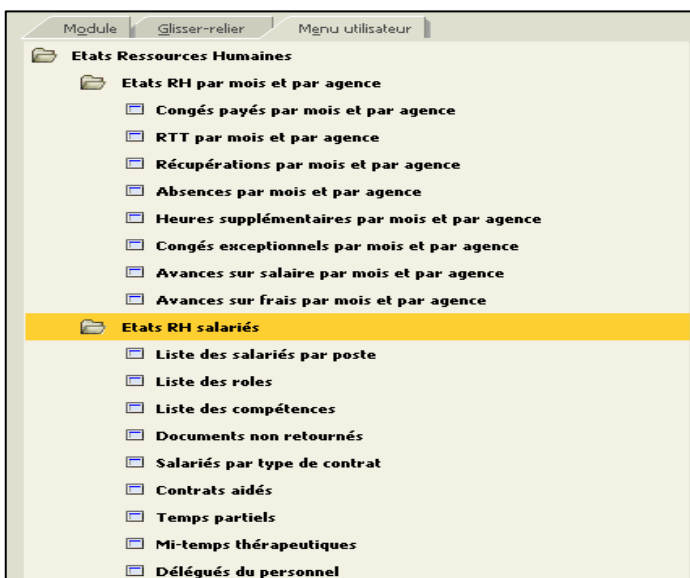 Module Glisser-relier Menu utilisateur
Etats Ressources Humaines
Etats RH par mois et par agence
Congés payés par mois et par agence
RTT par mois et par agence
Récupérations par mois et par agence
Absences par mois et par agence
Heures supplémentaires par mois et par agence
Congés exceptionnels par mois et par agence
Avances sur salaire par mois et par agence
Avances sur frais par mois et par agence
Etats RH salariés
Liste des salariés par poste
Liste des roles
Liste des compétences
Documents non retournés
Salariés par type de contrat
Contrats aidés
Temps partiels
Mi-temps thérapeutiques
Délégués du personnel